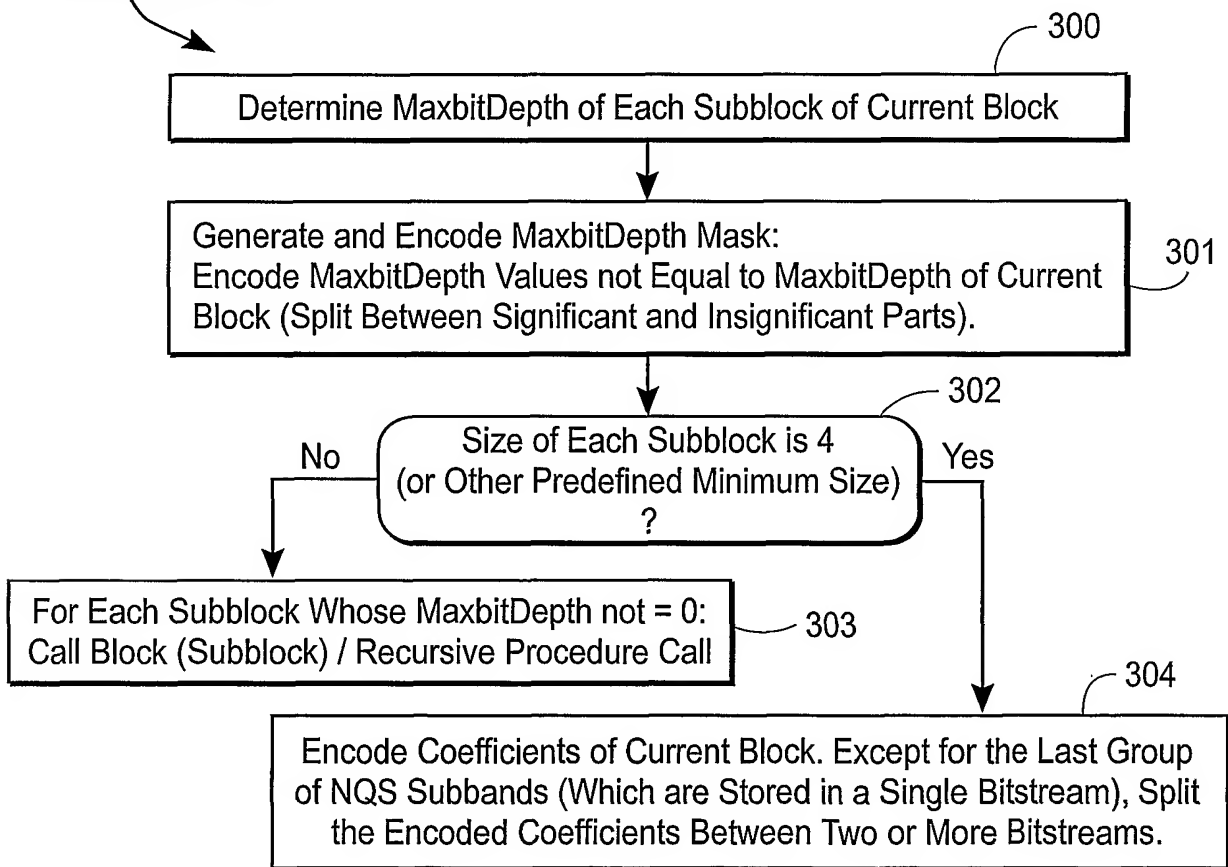 300
Determine MaxbitDepth of Each Subblock of Current Block
Generate and Encode MaxbitDepth Mask:
Encode MaxbitDepth Values not Equal to MaxbitDepth of Current
Block (Split Between Significant and Insignificant Parts).
301
302
Size of Each Subblock is 4
(or Other Predefined Minimum Size)
?
No
Yes
For Each Subblock Whose MaxbitDepth not = 0:
Call Block (Subblock) / Recursive Procedure Call
303
304
Encode Coefficients of Current Block. Except for the Last Group
of NQS Subbands (Which are Stored in a Single Bitstream), Split
the Encoded Coefficients Between Two or More Bitstreams.